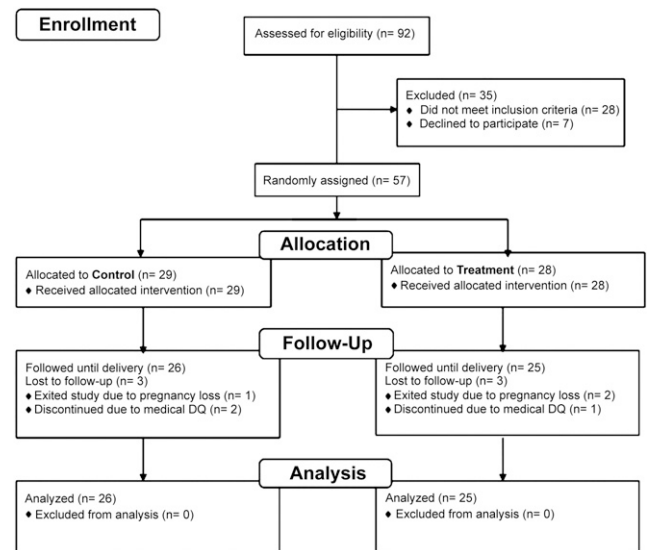 Enrollment
Assessed for eligibility (n= 92)
Excluded (n= 35)
♦ Did not meet inclusion criteria (n= 28)
♦ Declined to participate (n= 7)
Randomly assigned (n= 57)
Allocation
Allocated to Control (n= 29)
♦ Received allocated intervention (n= 29)
Allocated to Treatment (n= 28)
♦ Received allocated intervention (n= 28)
Follow-Up
Followed until delivery (n= 26)
Lost to follow-up (n= 3)
♦ Exited study due to pregnancy loss (n= 1)
♦ Discontinued due to medical DQ (n= 2)
Followed until delivery (n= 25)
Lost to follow-up (n= 3)
♦ Exited study due to pregnancy loss (n= 2)
♦ Discontinued due to medical DQ (n= 1)
Analysis
Analyzed (n= 26)
♦ Excluded from analysis (n= 0)
Analyzed (n= 25)
♦ Excluded from analysis (n= 0)